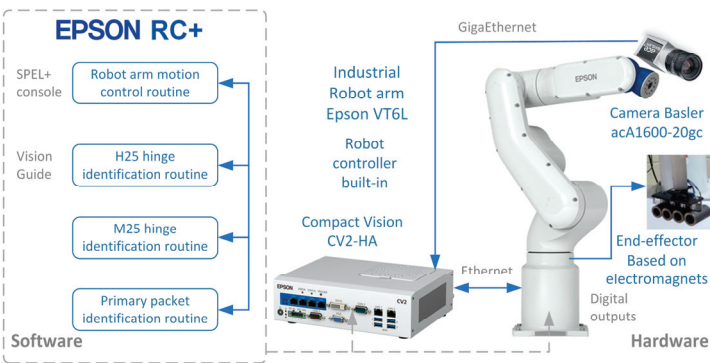 EPSON RC+
SPEL+
console
Robot arm motion
control routine
Vision
Guide
H25 hinge
identification routine
M25 hinge
identification routine
Primary packet
identification routine
Software
GigaEthernet
Industrial
Robot arm
Epson VT6L
Robot
controller
built-in
Compact Vision
CV2-HA
EPSON
Camera Basler
acA1600-20gc
End-effector
Based on
electromagnets
Ethernet
Digital
outputs
EPSON
CV2
Hardware